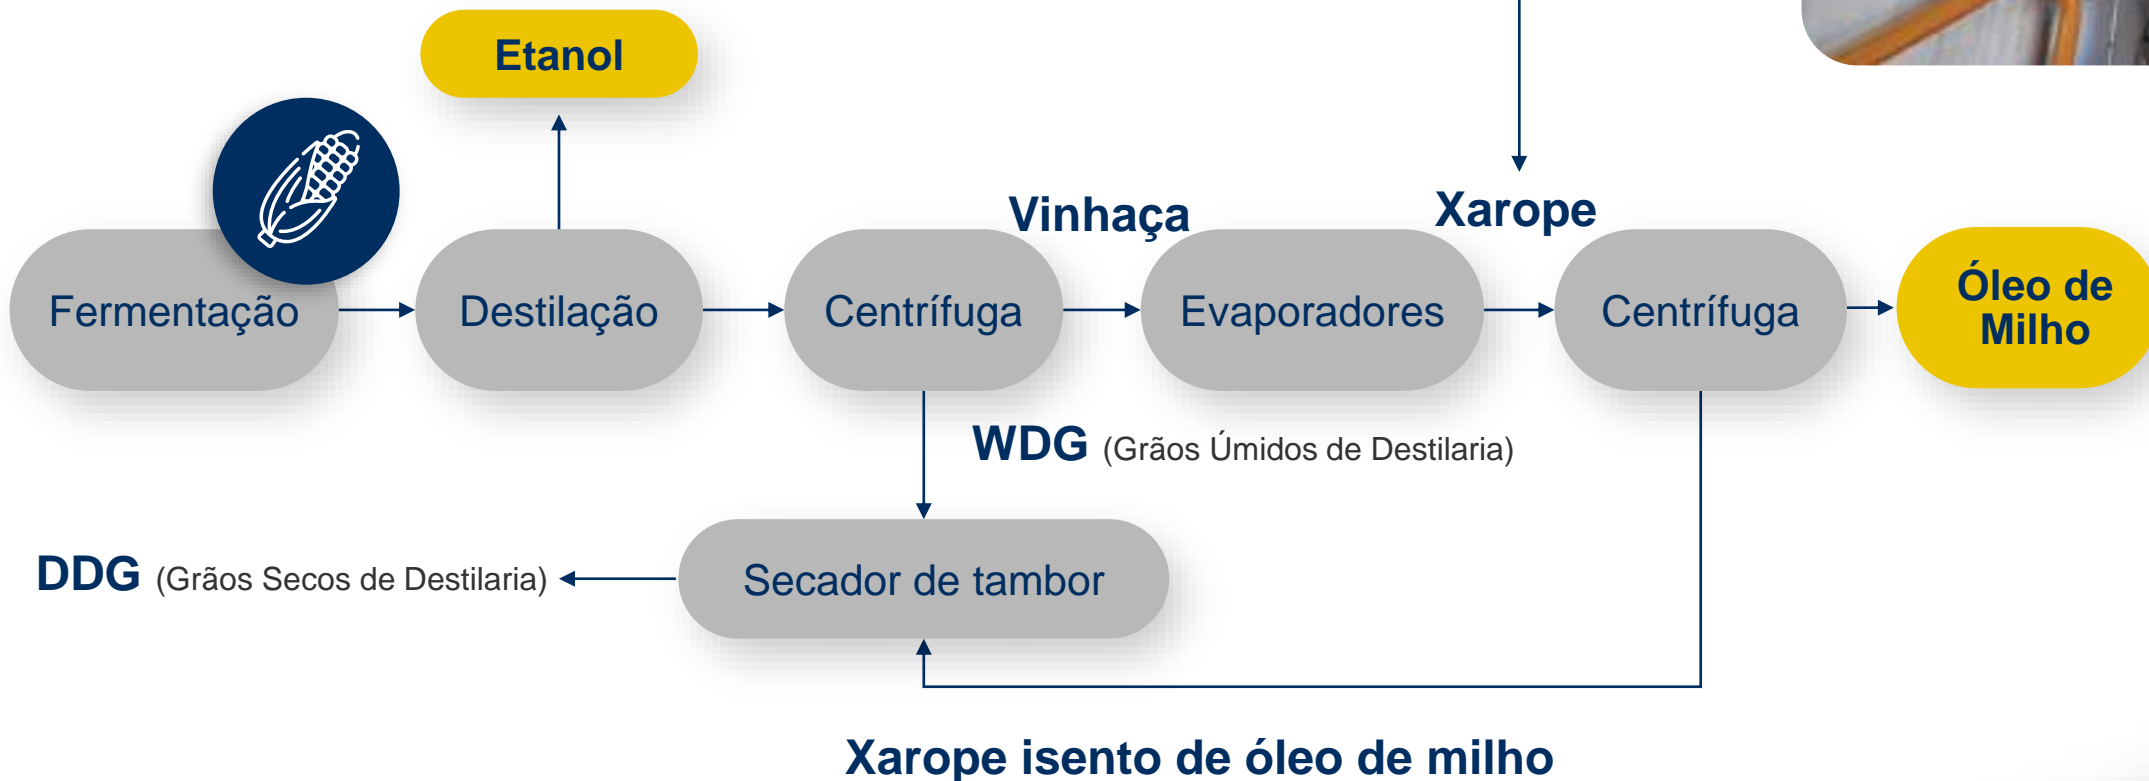 Etanol
Vinhaça
Xarope
Fermentação
Destilação
Centrífuga
Evaporadores
Centrífuga
Óleo de
Milho
WDG (Grãos Úmidos de Destilaria)
DDG (Grãos Secos de Destilaria)
Secador de tambor
Xarope isento de óleo de milho